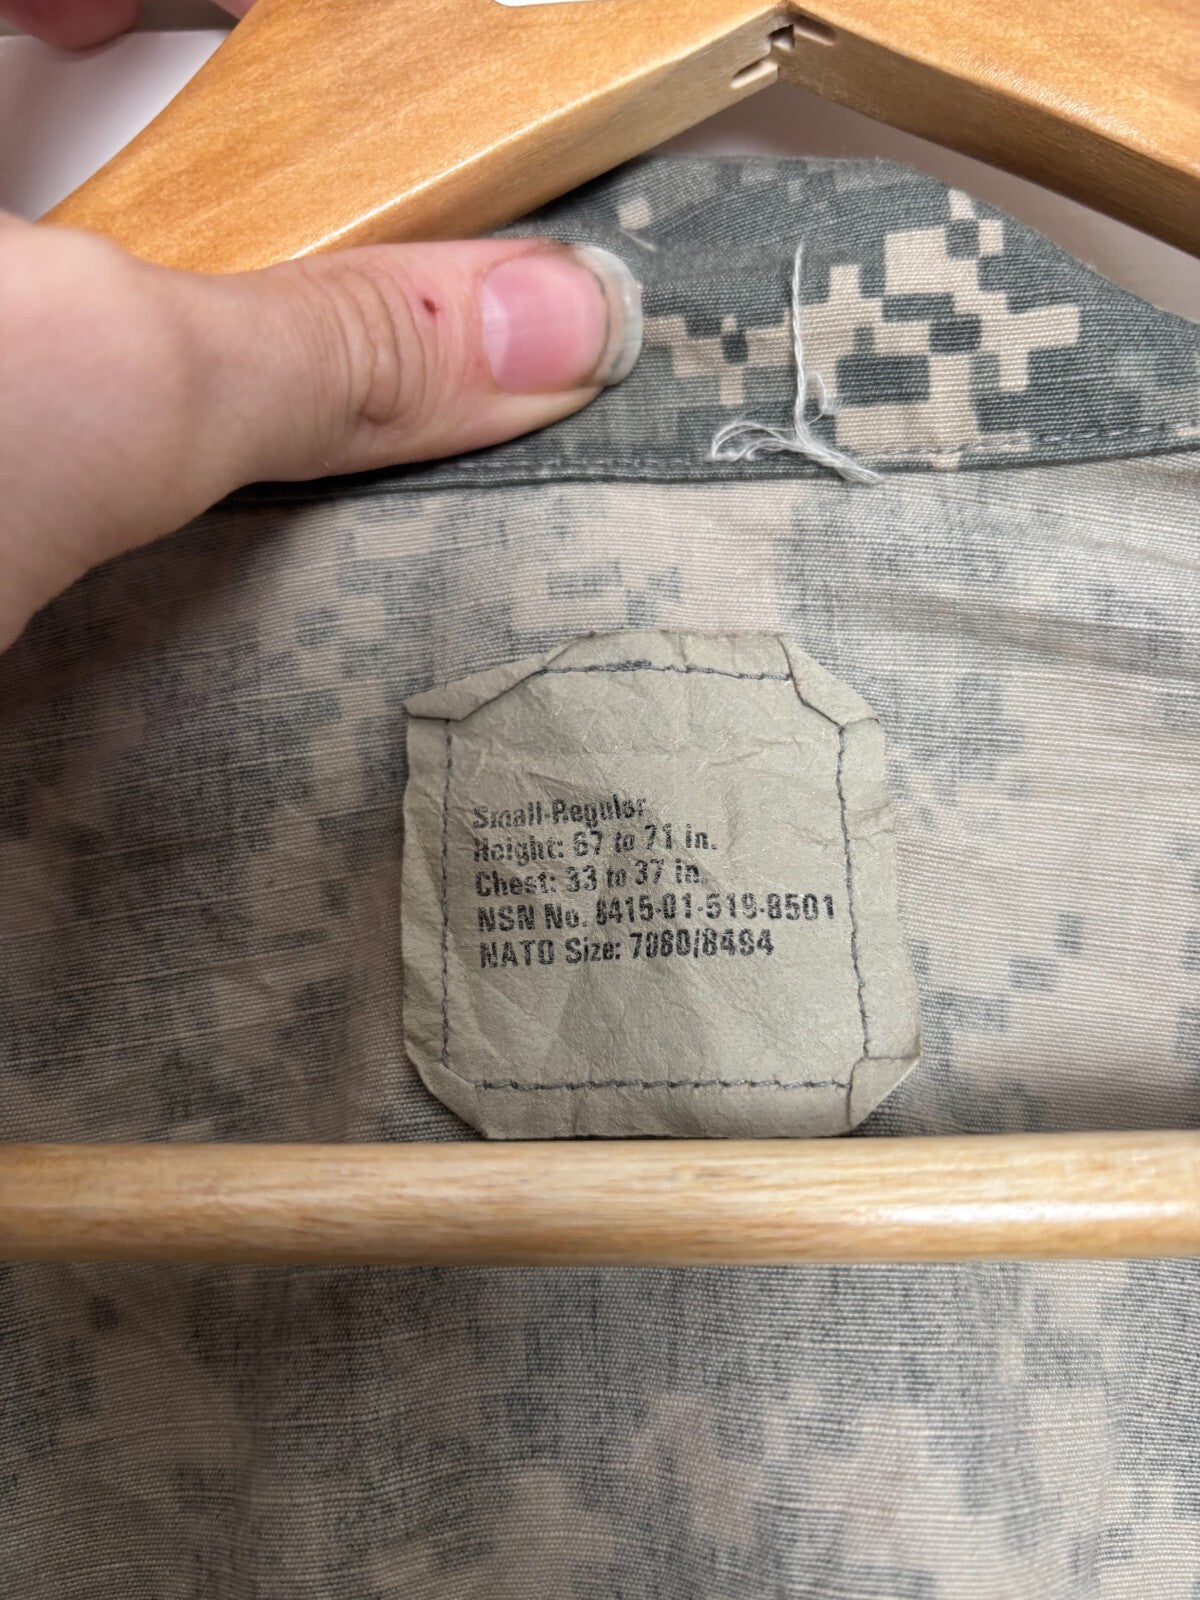 Small-Regular
Height: 67 to 71 in.
Chest: 33 to 37 in.
NSN No. 8415-01-519-8501
NATO Size: 7080/8494